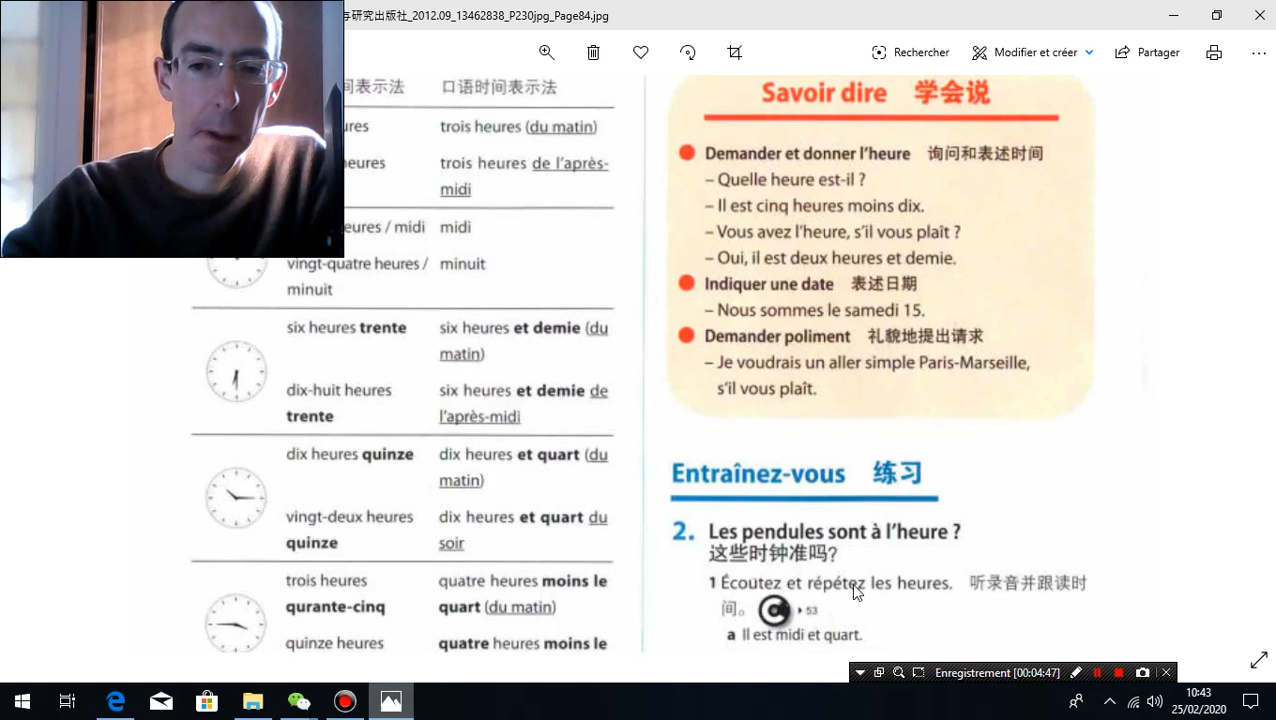 与研究出版社_2012.09_13462838_P230jpg_Page84.jpg
Rechercher
Modifier et créer
Partager
间表示法 口语时间表示法
ures trois heures (du matin)
eures trois heures de l'après-
midi
eures / midi midi
vingt-quatre heures / minuit
minuit
six heures trente six heures et demie (du
matin)
dix-huit heures six heures et demie de
trente l'après-midi
dix heures quinze dix heures et quart (du
matin)
vingt-deux heures dix heures et quart du
quinze soir
trois heures quatre heures moins le
qurante-cinq quart (du matin)
quinze heures quatre heures moins le
Savoir dire 学会说
Demander et donner l'heure 询问和表述时间
– Quelle heure est-il ?
– Il est cinq heures moins dix.
– Vous avez l'heure, s'il vous plaît ?
– Oui, il est deux heures et demie.
Indiquer une date 表述日期
– Nous sommes le samedi 15.
Demander poliment 礼貌地提出请求
– Je voudrais un aller simple Paris-Marseille,
s'il vous plaît.
Entraînez-vous 练习
2. Les pendules sont à l'heure ?
这些时钟准吗?
1 Écoutez et répétez les heures. 听录音并跟读时
间。 53
a Il est midi et quart.
Enregistrement [00:04:47]
10:43
25/02/2020